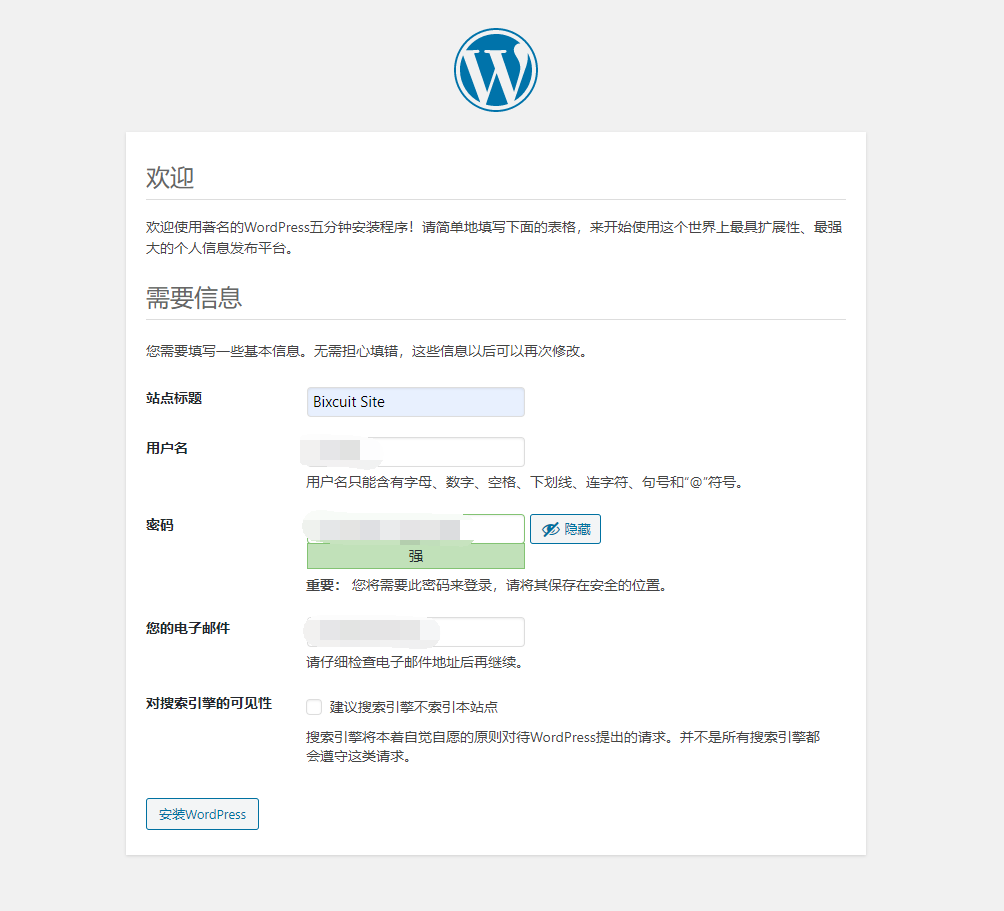 欢迎
欢迎使用著名的WordPress五分钟安装程序！请简单地填写下面的表格，来开始使用这个世界上最具扩展性、最强
大的个人信息发布平台。
需要信息
您需要填写一些基本信息。无需担心填错，这些信息以后可以再次修改。
站点标题
Bixcuit Site
用户名
用户名只能含有字母、数字、空格、下划线、连字符、句号和“@”符号。
密码
隐藏
强
重要： 您将需要此密码来登录，请将其保存在安全的位置。
您的电子邮件
请仔细检查电子邮件地址后再继续。
对搜索引擎的可见性
建议搜索引擎不索引本站点
搜索引擎将本着自觉自愿的原则对待WordPress提出的请求。并不是所有搜索引擎都
会遵守这类请求。
安装WordPress